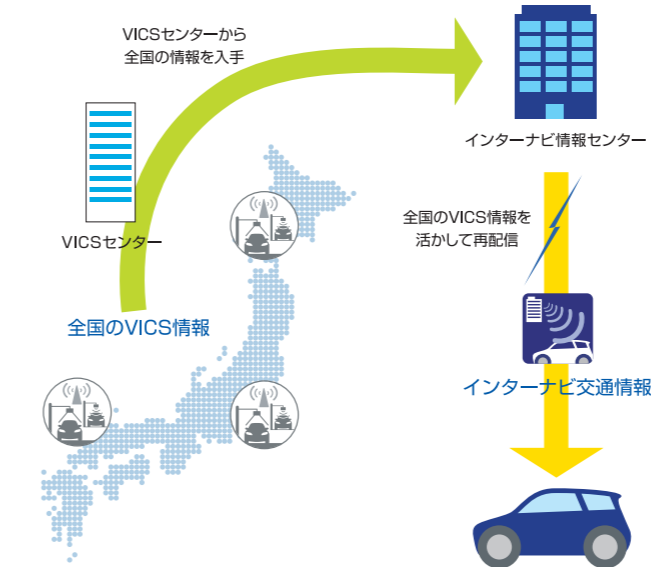 VICSセンターから
全国の情報を入手
VICSセンター
全国のVICS情報
インターナビ情報センター
全国のVICS情報を
活かして再配信
インターナビ交通情報